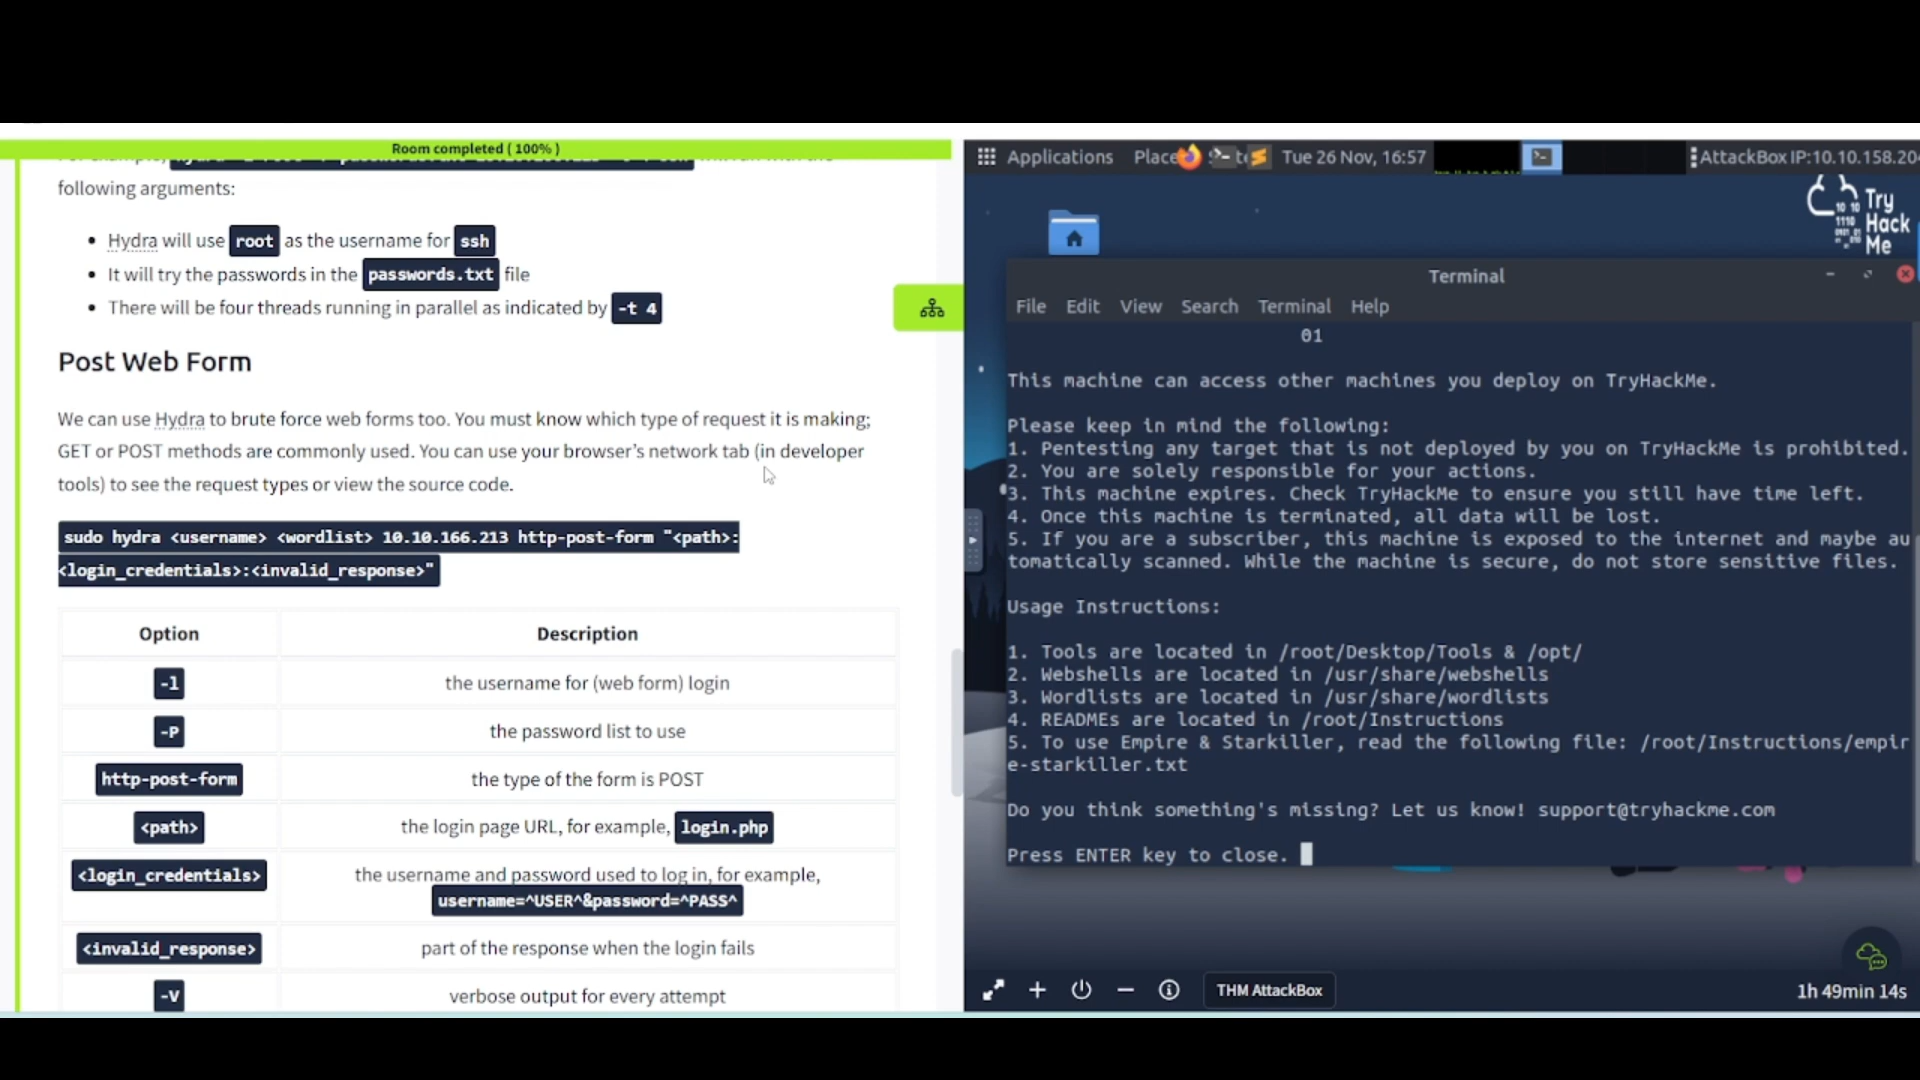 Room completed ( 100% )
following arguments:
Hydra will use root as the username for ssh
It will try the passwords in the passwords.txt file
There will be four threads running in parallel as indicated by -t 4
Post Web Form
We can use Hydra to brute force web forms too. You must know which type of request it is making;
GET or POST methods are commonly used. You can use your browser’s network tab (in developer
tools) to see the request types or view the source code.
sudo hydra <username> <wordlist> 10.10.166.213 http-post-form "<path>:
<login_credentials>:<invalid_response>"
Option Description
-l the username for (web form) login
-P the password list to use
http-post-form the type of the form is POST
<path> the login page URL, for example, login.php
<login_credentials> the username and password used to log in, for example,
username=^USER^&password=^PASS^
<invalid_response> part of the response when the login fails
-V verbose output for every attempt
Applications Place Tue 26 Nov, 16:57 AttackBox IP:10.10.158.204
Try
Hack
Me
Terminal
File Edit View Search Terminal Help
01
This machine can access other machines you deploy on TryHackMe.
Please keep in mind the following:
1. Pentesting any target that is not deployed by you on TryHackMe is prohibited.
2. You are solely responsible for your actions.
3. This machine expires. Check TryHackMe to ensure you still have time left.
4. Once this machine is terminated, all data will be lost.
5. If you are a subscriber, this machine is exposed to the internet and maybe au
tomatically scanned. While the machine is secure, do not store sensitive files.
Usage Instructions:
1. Tools are located in /root/Desktop/Tools & /opt/
2. Webshells are located in /usr/share/webshells
3. Wordlists are located in /usr/share/wordlists
4. READMEs are located in /root/Instructions
5. To use Empire & Starkiller, read the following file: /root/Instructions/empir
e-starkiller.txt
Do you think something's missing? Let us know! support@tryhackme.com
Press ENTER key to close.
THM AttackBox
1h 49min 14s